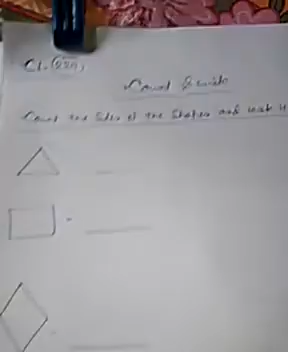 Count & write
Count the Sides of the Shapes and write